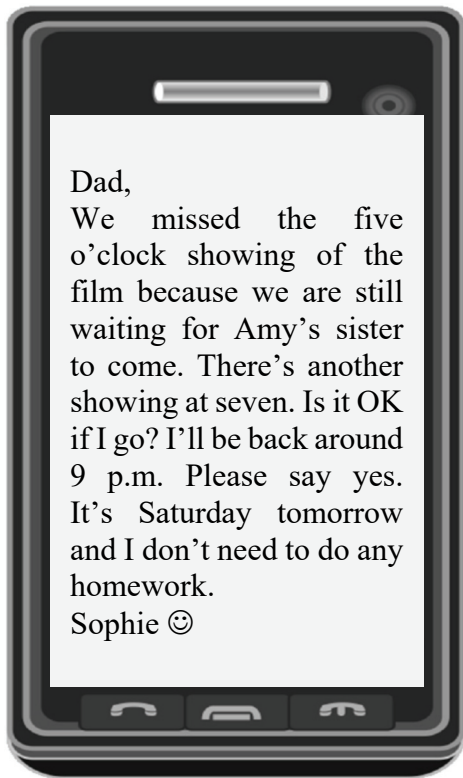 Dad,
We missed the five
o’clock showing of the
film because we are still
waiting for Amy’s sister
to come. There’s another
showing at seven. Is it OK
if I go? I’ll be back around
9 p.m. Please say yes.
It’s Saturday tomorrow
and I don’t need to do any
homework.
Sophie ☺